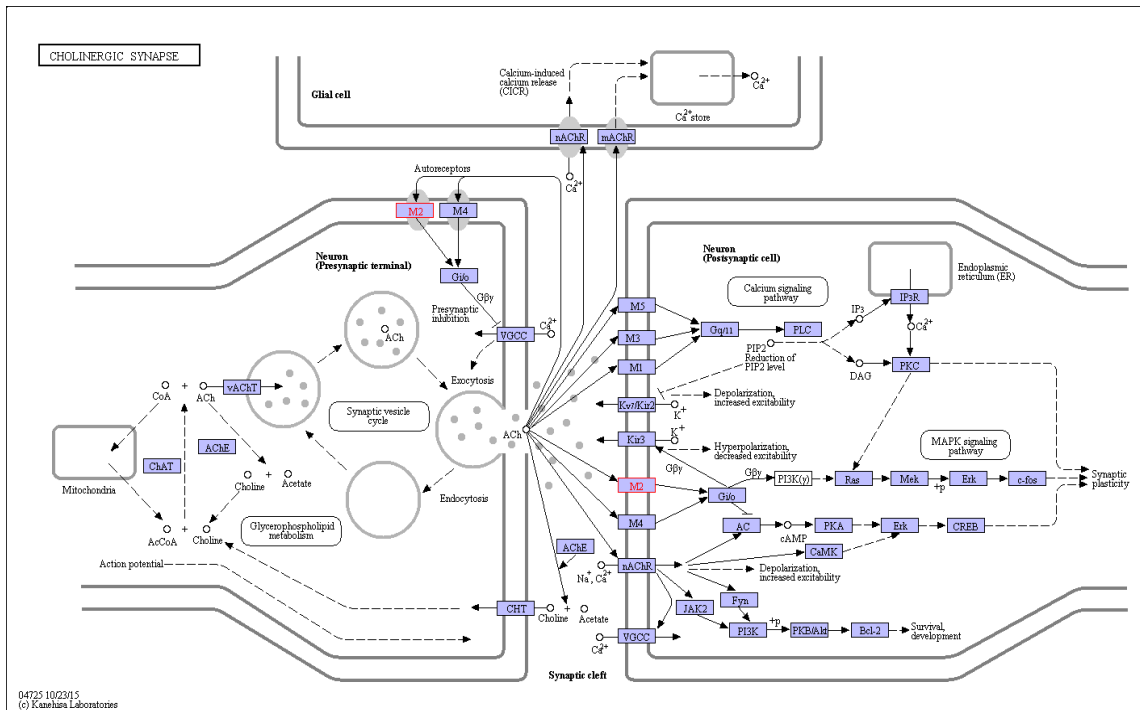 CHOLINERGIC SYNAPSE
Glial cell
Calcium-induced
calcium release
(CICR)
Ca2+
Ca2+ store
nAChR
mAChR
Ca2+
Autoreceptors
M2
M4
Neuron
(Presynaptic terminal)
Gi/o
Gβγ
Presynaptic
inhibition
VGCC
Ca2+
Exocytosis
ACh
CoA
+
ACh
vAChT
Synaptic vesicle
cycle
ACh
ChAT
AChE
Mitochondria
Choline
+
Acetate
Endocytosis
AcCoA
+
Choline
Glycerophospholipid
metabolism
Action potential
CHT
Choline
+
Acetate
AChE
Synaptic cleft
Neuron
(Postsynaptic cell)
Calcium signaling
pathway
Endoplasmic
reticulum (ER)
IP3R
IP3
Ca2+
M5
M3
M1
Gq/11
PLC
PIP2
Reduction of
PIP2 level
DAG
PKC
Kv7/Kir2
K+
Depolarization,
increased excitability
Kir3
K+
Hyperpolarization,
decreased excitability
Gβγ
MAPK signaling
pathway
M2
M4
Gi/o
Gβγ
PI3K(γ)
Ras
Mek
+p
Erk
c-fos
Synaptic
plasticity
AC
cAMP
PKA
Erk
CREB
CaMK
nAChR
Na+, Ca2+
Depolarization,
increased excitability
JAK2
Fyn
PI3K
+p
PKB/Akt
Bcl-2
Survival,
development
VGCC
Ca2+
04725 10/23/15
(c) Kanehisa Laboratories